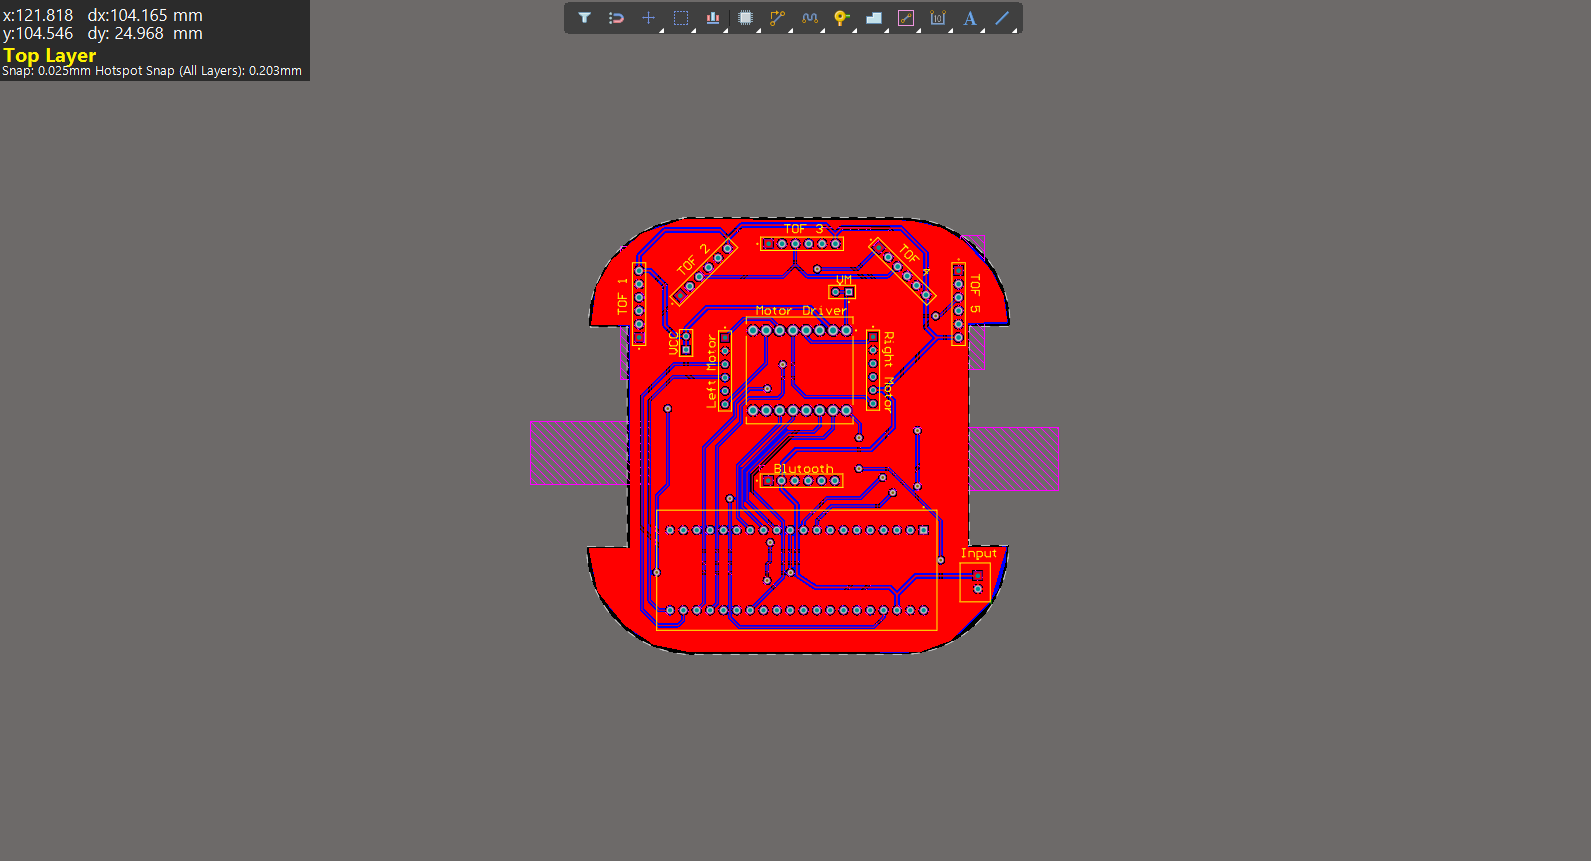 x:121.818 dx:104.165 mm
y:104.546 dy: 24.968 mm
Top Layer
Snap: 0.025mm Hotspot Snap (All Layers): 0.203mm
10
A
TOF 3
TOF 2
TOF 4
TOF 1
TOF 5
VM
Motor Driver
VCC
Left Motor
Right Motor
Blutooth
Input